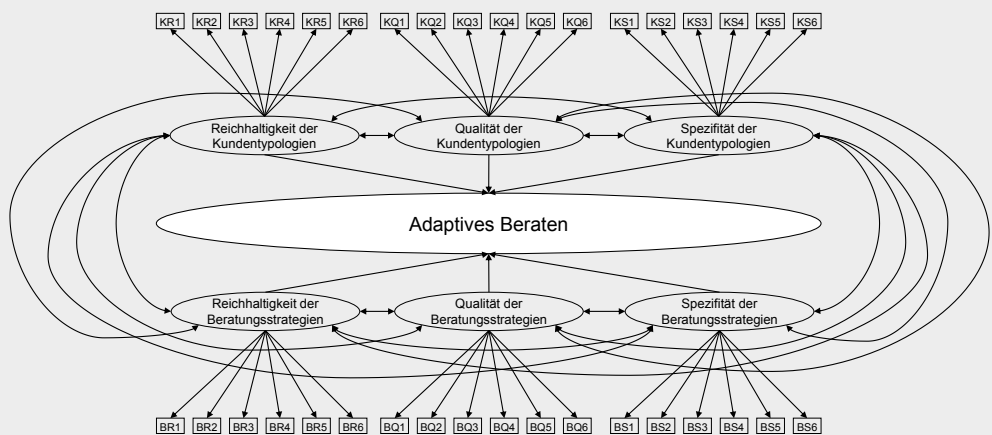 KR1 KR2 KR3 KR4 KR5 KR6 KQ1 KQ2 KQ3 KQ4 KQ5 KQ6 KS1 KS2 KS3 KS4 KS5 KS6
Reichhaltigkeit der
Kundentypologien
Qualität der
Kundentypologien
Spezifität der
Kundentypologien
Adaptives Beraten
Reichhaltigkeit der
Beratungsstrategien
Qualität der
Beratungsstrategien
Spezifität der
Beratungsstrategien
BR1 BR2 BR3 BR4 BR5 BR6 BQ1 BQ2 BQ3 BQ4 BQ5 BQ6 BS1 BS2 BS3 BS4 BS5 BS6